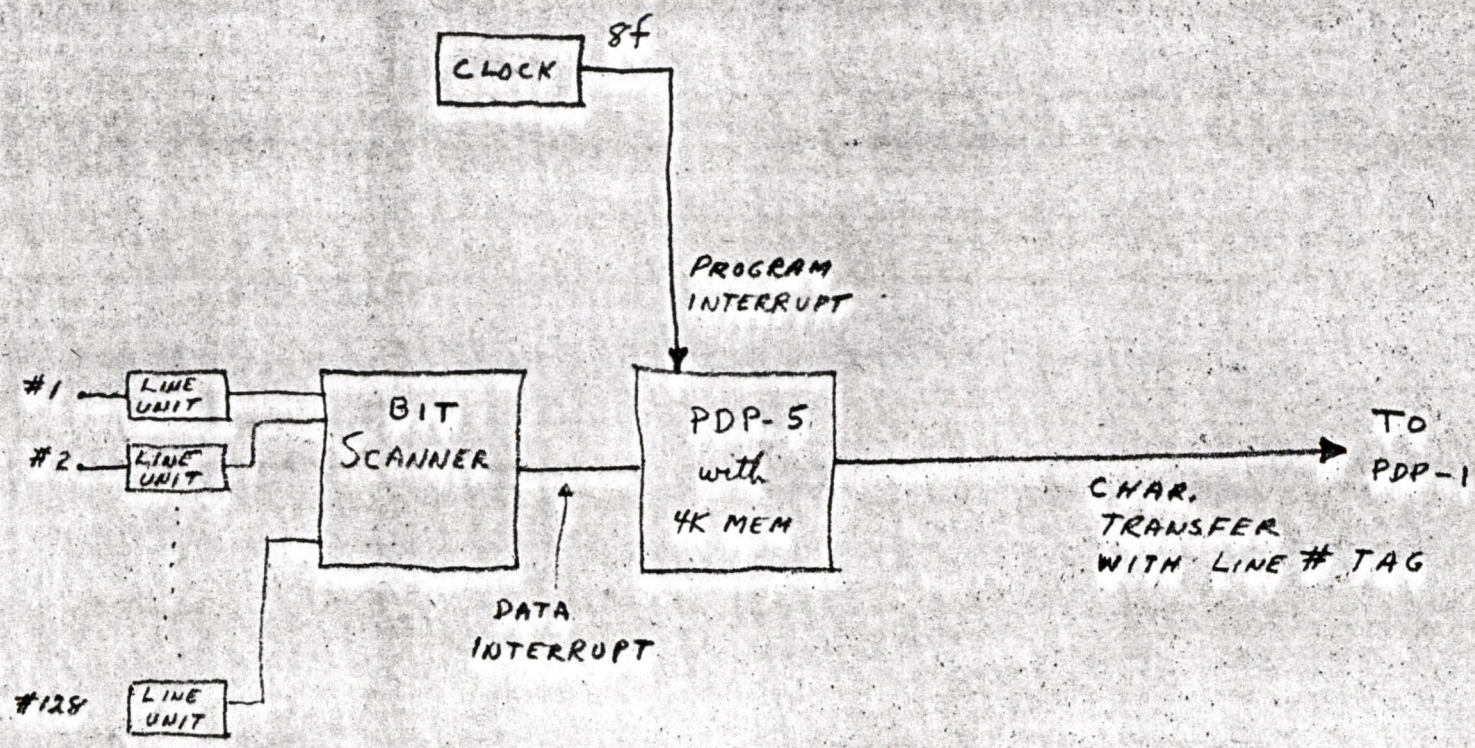 8f
CLOCK
PROGRAM
INTERRUPT
#1
LINE
UNIT
#2
LINE
UNIT
BIT
SCANNER
PDP-5
with
4K MEM
TO
PDP-1
CHAR.
TRANSFER
WITH LINE # TAG
DATA
INTERRUPT
#128
LINE
UNIT